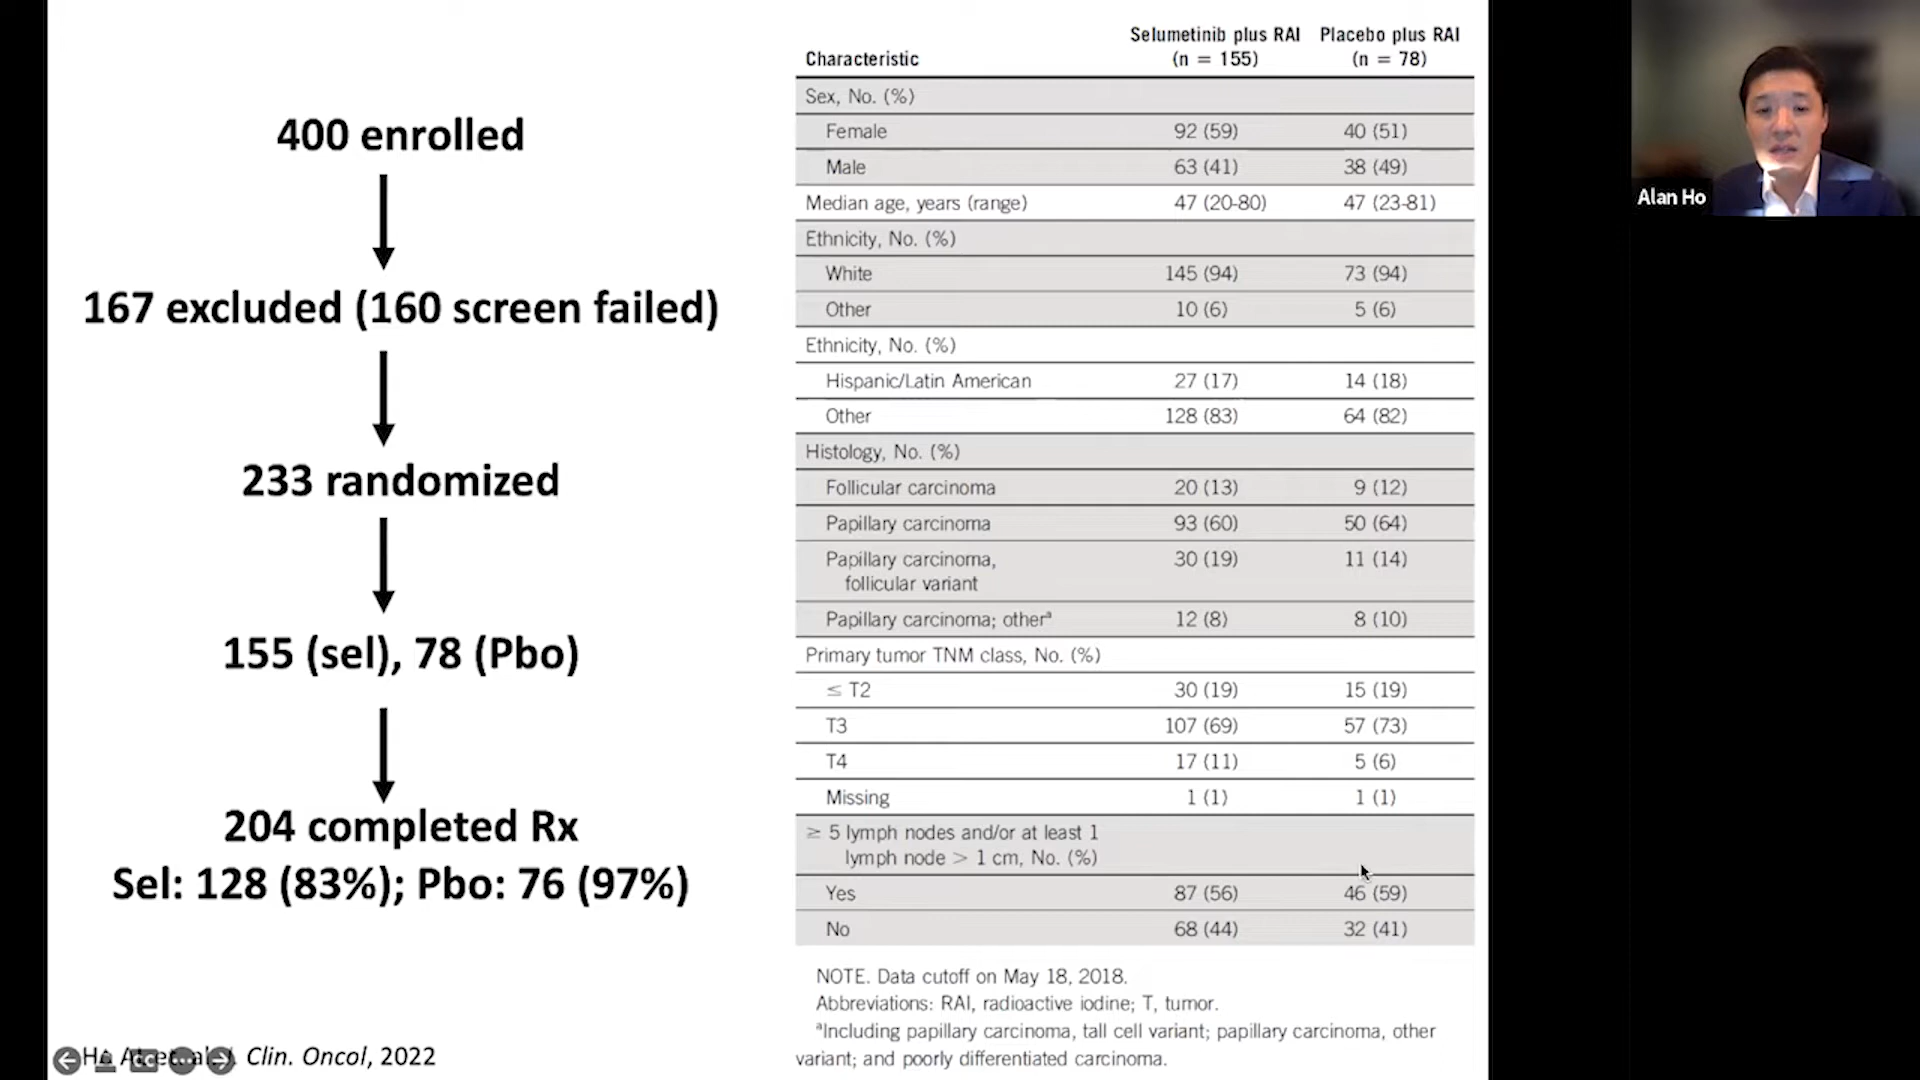 400 enrolled
167 excluded (160 screen failed)
233 randomized
155 (sel), 78 (Pbo)
204 completed Rx
Sel: 128 (83%); Pbo: 76 (97%)
Clin. Oncol, 2022
Selumetinib plus RAI Placebo plus RAI
Characteristic (n = 155) (n = 78)
Sex, No. (%)
Female 92 (59) 40 (51)
Male 63 (41) 38 (49)
Median age, years (range) 47 (20-80) 47 (23-81)
Ethnicity, No. (%)
White 145 (94) 73 (94)
Other 10 (6) 5 (6)
Ethnicity, No. (%)
Hispanic/Latin American 27 (17) 14 (18)
Other 128 (83) 64 (82)
Histology, No. (%)
Follicular carcinoma 20 (13) 9 (12)
Papillary carcinoma 93 (60) 50 (64)
Papillary carcinoma, 30 (19) 11 (14)
follicular variant
Papillary carcinoma; otherª 12 (8) 8 (10)
Primary tumor TNM class, No. (%)
≤ T2 30 (19) 15 (19)
T3 107 (69) 57 (73)
T4 17 (11) 5 (6)
Missing 1 (1) 1 (1)
≥ 5 lymph nodes and/or at least 1
lymph node > 1 cm, No. (%)
Yes 87 (56) 46 (59)
No 68 (44) 32 (41)
NOTE. Data cutoff on May 18, 2018.
Abbreviations: RAI, radioactive iodine; T, tumor.
ªIncluding papillary carcinoma, tall cell variant; papillary carcinoma, other
variant; and poorly differentiated carcinoma.
Alan Ho